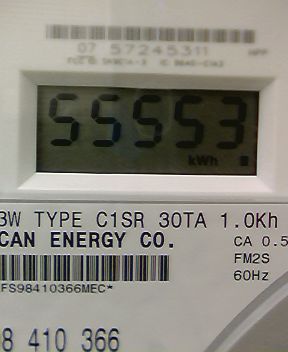 07 57245311
55553
kWh
3W TYPE C1SR 30TA 1.0Kh
CAN ENERGY CO.
CA 0.5
FM2S
60Hz
FS98410366MEC*
8 410 366